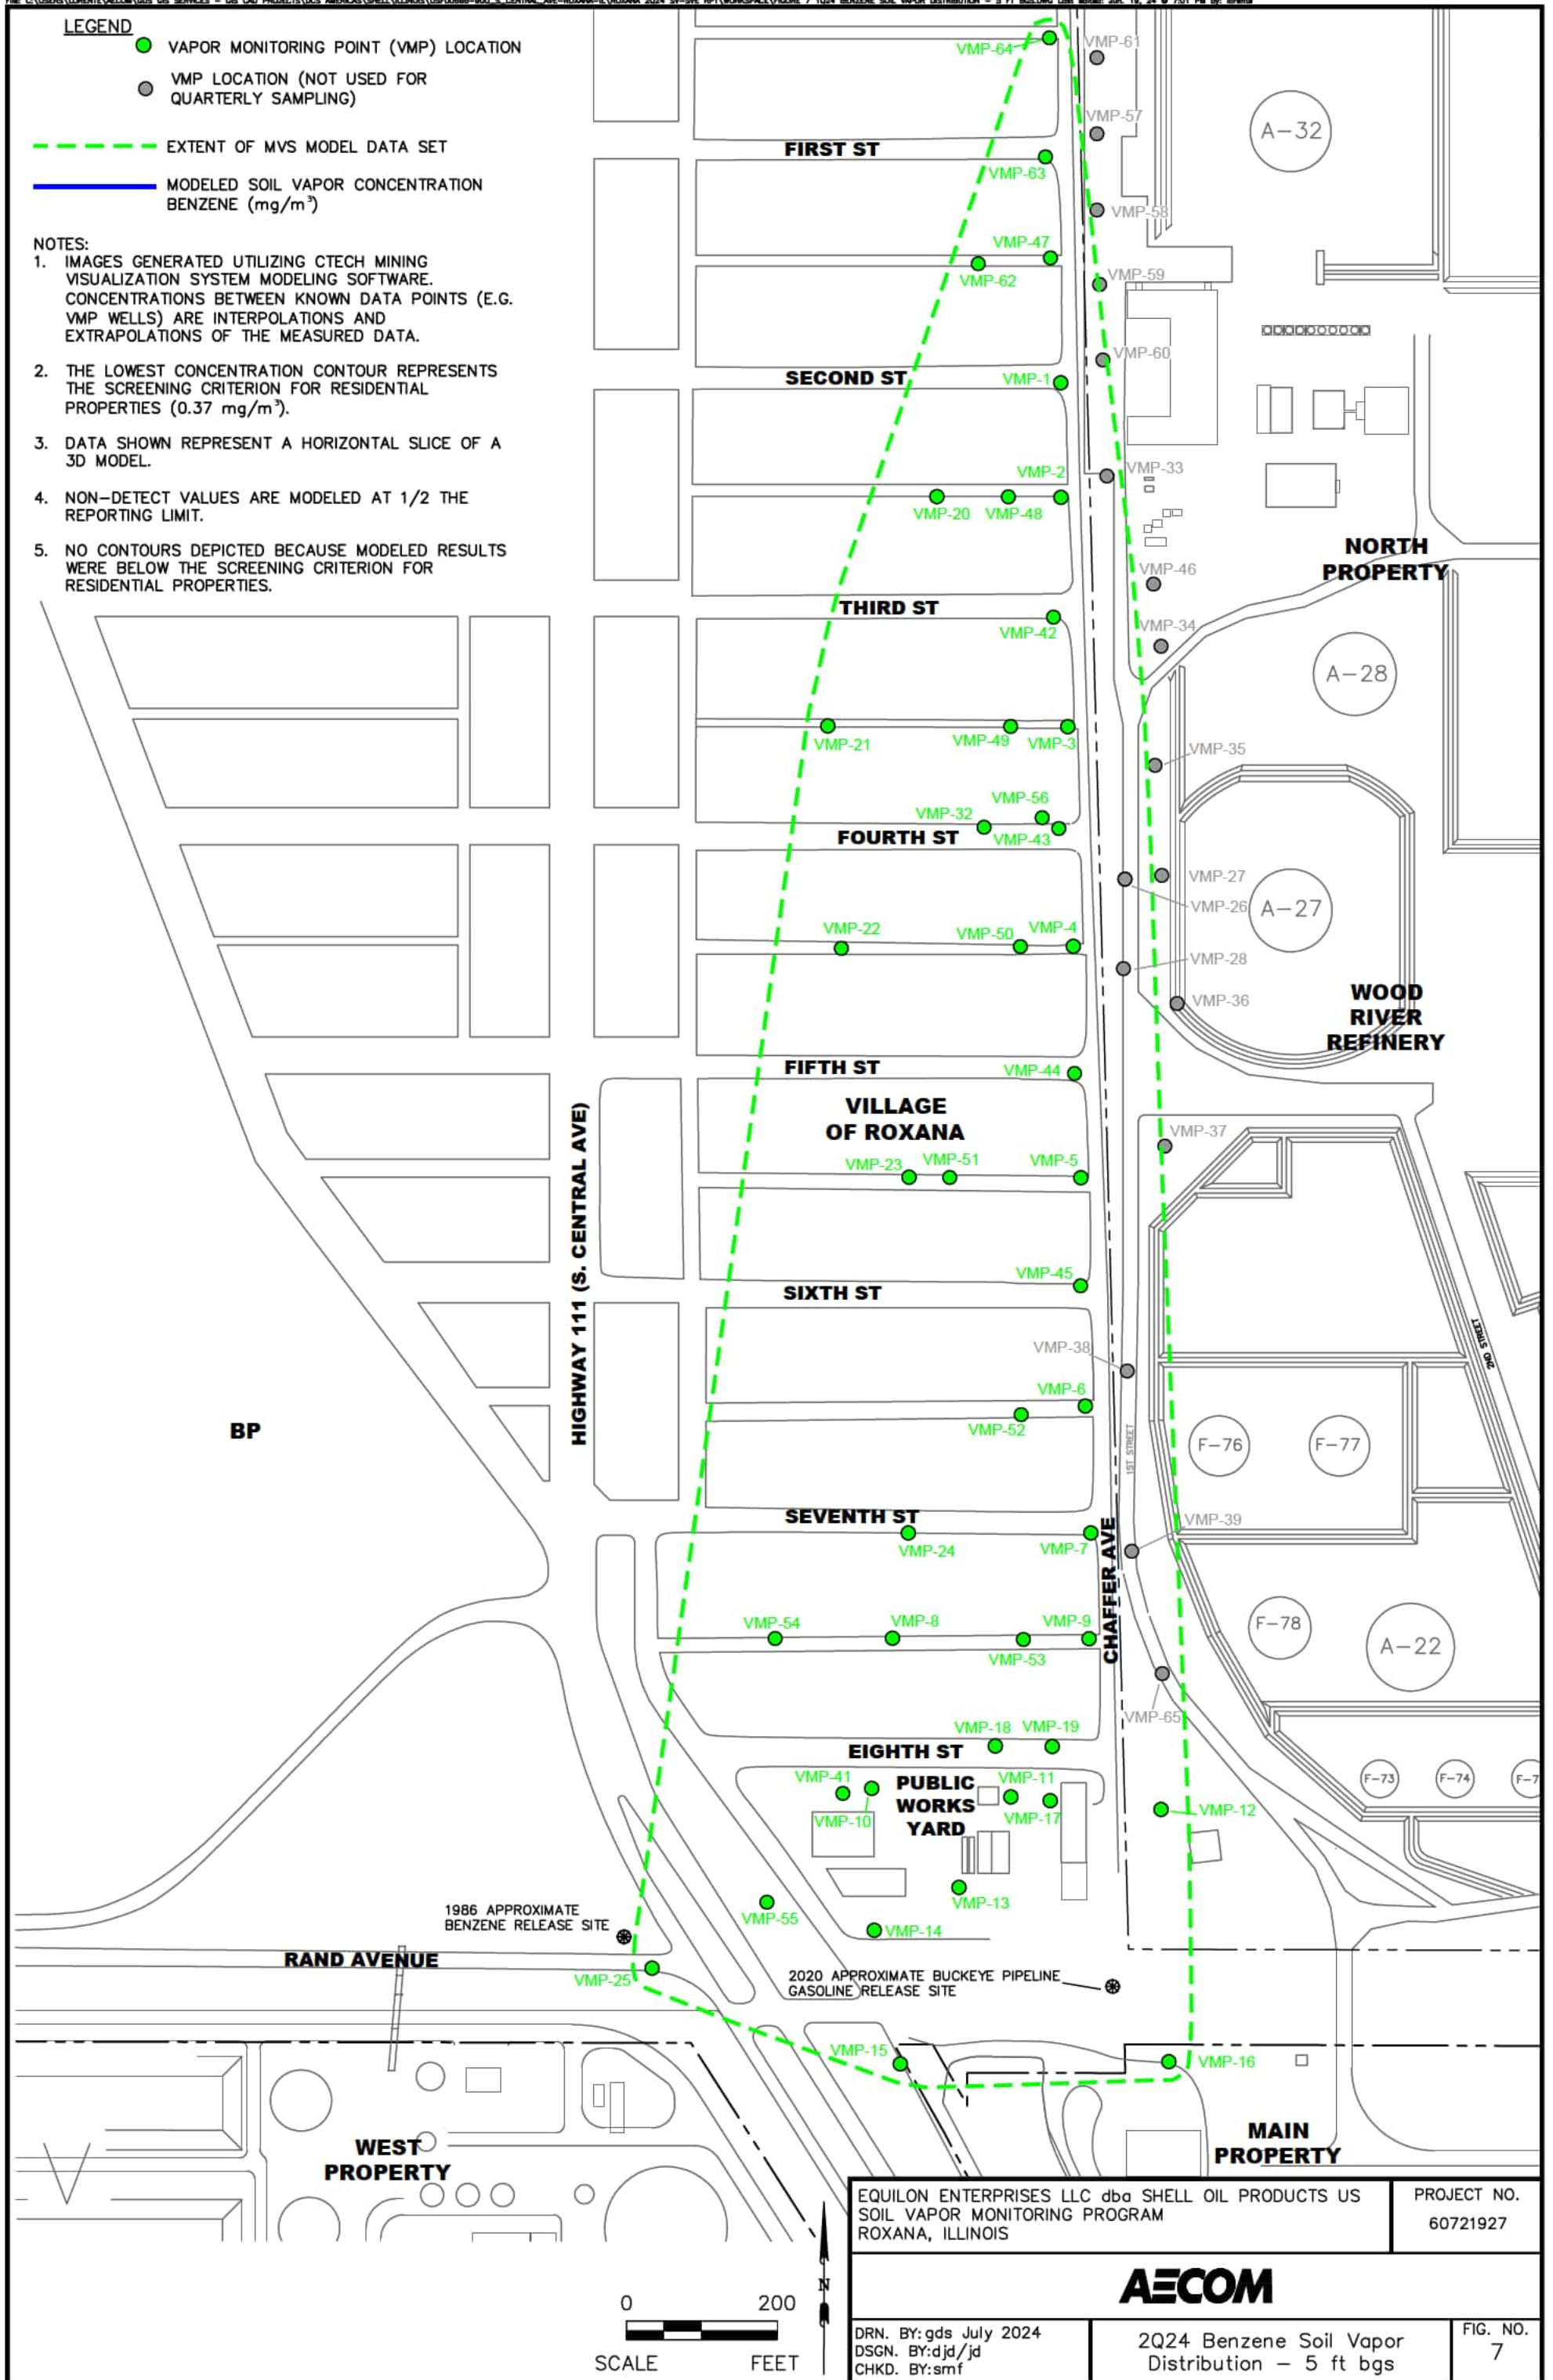 LEGEND
VAPOR MONITORING POINT (VMP) LOCATION
VMP LOCATION (NOT USED FOR
QUARTERLY SAMPLING)
EXTENT OF MVS MODEL DATA SET
MODELED SOIL VAPOR CONCENTRATION
BENZENE (mg/m³)
NOTES:
1. IMAGES GENERATED UTILIZING CTECH MINING
VISUALIZATION SYSTEM MODELING SOFTWARE.
CONCENTRATIONS BETWEEN KNOWN DATA POINTS (E.G.
VMP WELLS) ARE INTERPOLATIONS AND
EXTRAPOLATIONS OF THE MEASURED DATA.
2. THE LOWEST CONCENTRATION CONTOUR REPRESENTS
THE SCREENING CRITERION FOR RESIDENTIAL
PROPERTIES (0.37 mg/m³).
3. DATA SHOWN REPRESENT A HORIZONTAL SLICE OF A
3D MODEL.
4. NON-DETECT VALUES ARE MODELED AT 1/2 THE
REPORTING LIMIT.
5. NO CONTOURS DEPICTED BECAUSE MODELED RESULTS
WERE BELOW THE SCREENING CRITERION FOR
RESIDENTIAL PROPERTIES.
VMP-64
VMP-61
VMP-57
A-32
FIRST ST
VMP-63
VMP-58
VMP-47
VMP-62
VMP-59
VMP-60
SECOND ST
VMP-1
VMP-2
VMP-33
VMP-20
VMP-48
NORTH
PROPERTY
VMP-46
THIRD ST
VMP-42
VMP-34
A-28
VMP-21
VMP-49
VMP-3
VMP-35
VMP-56
VMP-32
VMP-43
FOURTH ST
VMP-27
VMP-26
A-27
VMP-22
VMP-50
VMP-4
VMP-28
VMP-36
WOOD
RIVER
REFINERY
FIFTH ST
VMP-44
VILLAGE
OF ROXANA
VMP-37
VMP-23
VMP-51
VMP-5
HIGHWAY 111 (S. CENTRAL AVE)
VMP-45
SIXTH ST
2ND STREET
VMP-38
VMP-6
VMP-52
BP
1ST STREET
F-76
F-77
SEVENTH ST
VMP-24
VMP-7
VMP-39
CHAFFER AVE
VMP-54
VMP-8
VMP-9
VMP-53
F-78
A-22
VMP-65
VMP-18
VMP-19
EIGHTH ST
VMP-41
VMP-10
PUBLIC
WORKS
YARD
VMP-11
VMP-17
VMP-12
F-73
F-74
F-7
VMP-13
VMP-55
VMP-14
1986 APPROXIMATE
BENZENE RELEASE SITE
RAND AVENUE
VMP-25
2020 APPROXIMATE BUCKEYE PIPELINE
GASOLINE RELEASE SITE
VMP-15
VMP-16
WEST
PROPERTY
MAIN
PROPERTY
N
0 200
SCALE FEET
EQUILON ENTERPRISES LLC dba SHELL OIL PRODUCTS US
SOIL VAPOR MONITORING PROGRAM
ROXANA, ILLINOIS
PROJECT NO.
60721927
AECOM
DRN. BY:gds July 2024
DSGN. BY:djd/jd
CHKD. BY:smf
2Q24 Benzene Soil Vapor
Distribution - 5 ft bgs
FIG. NO.
7